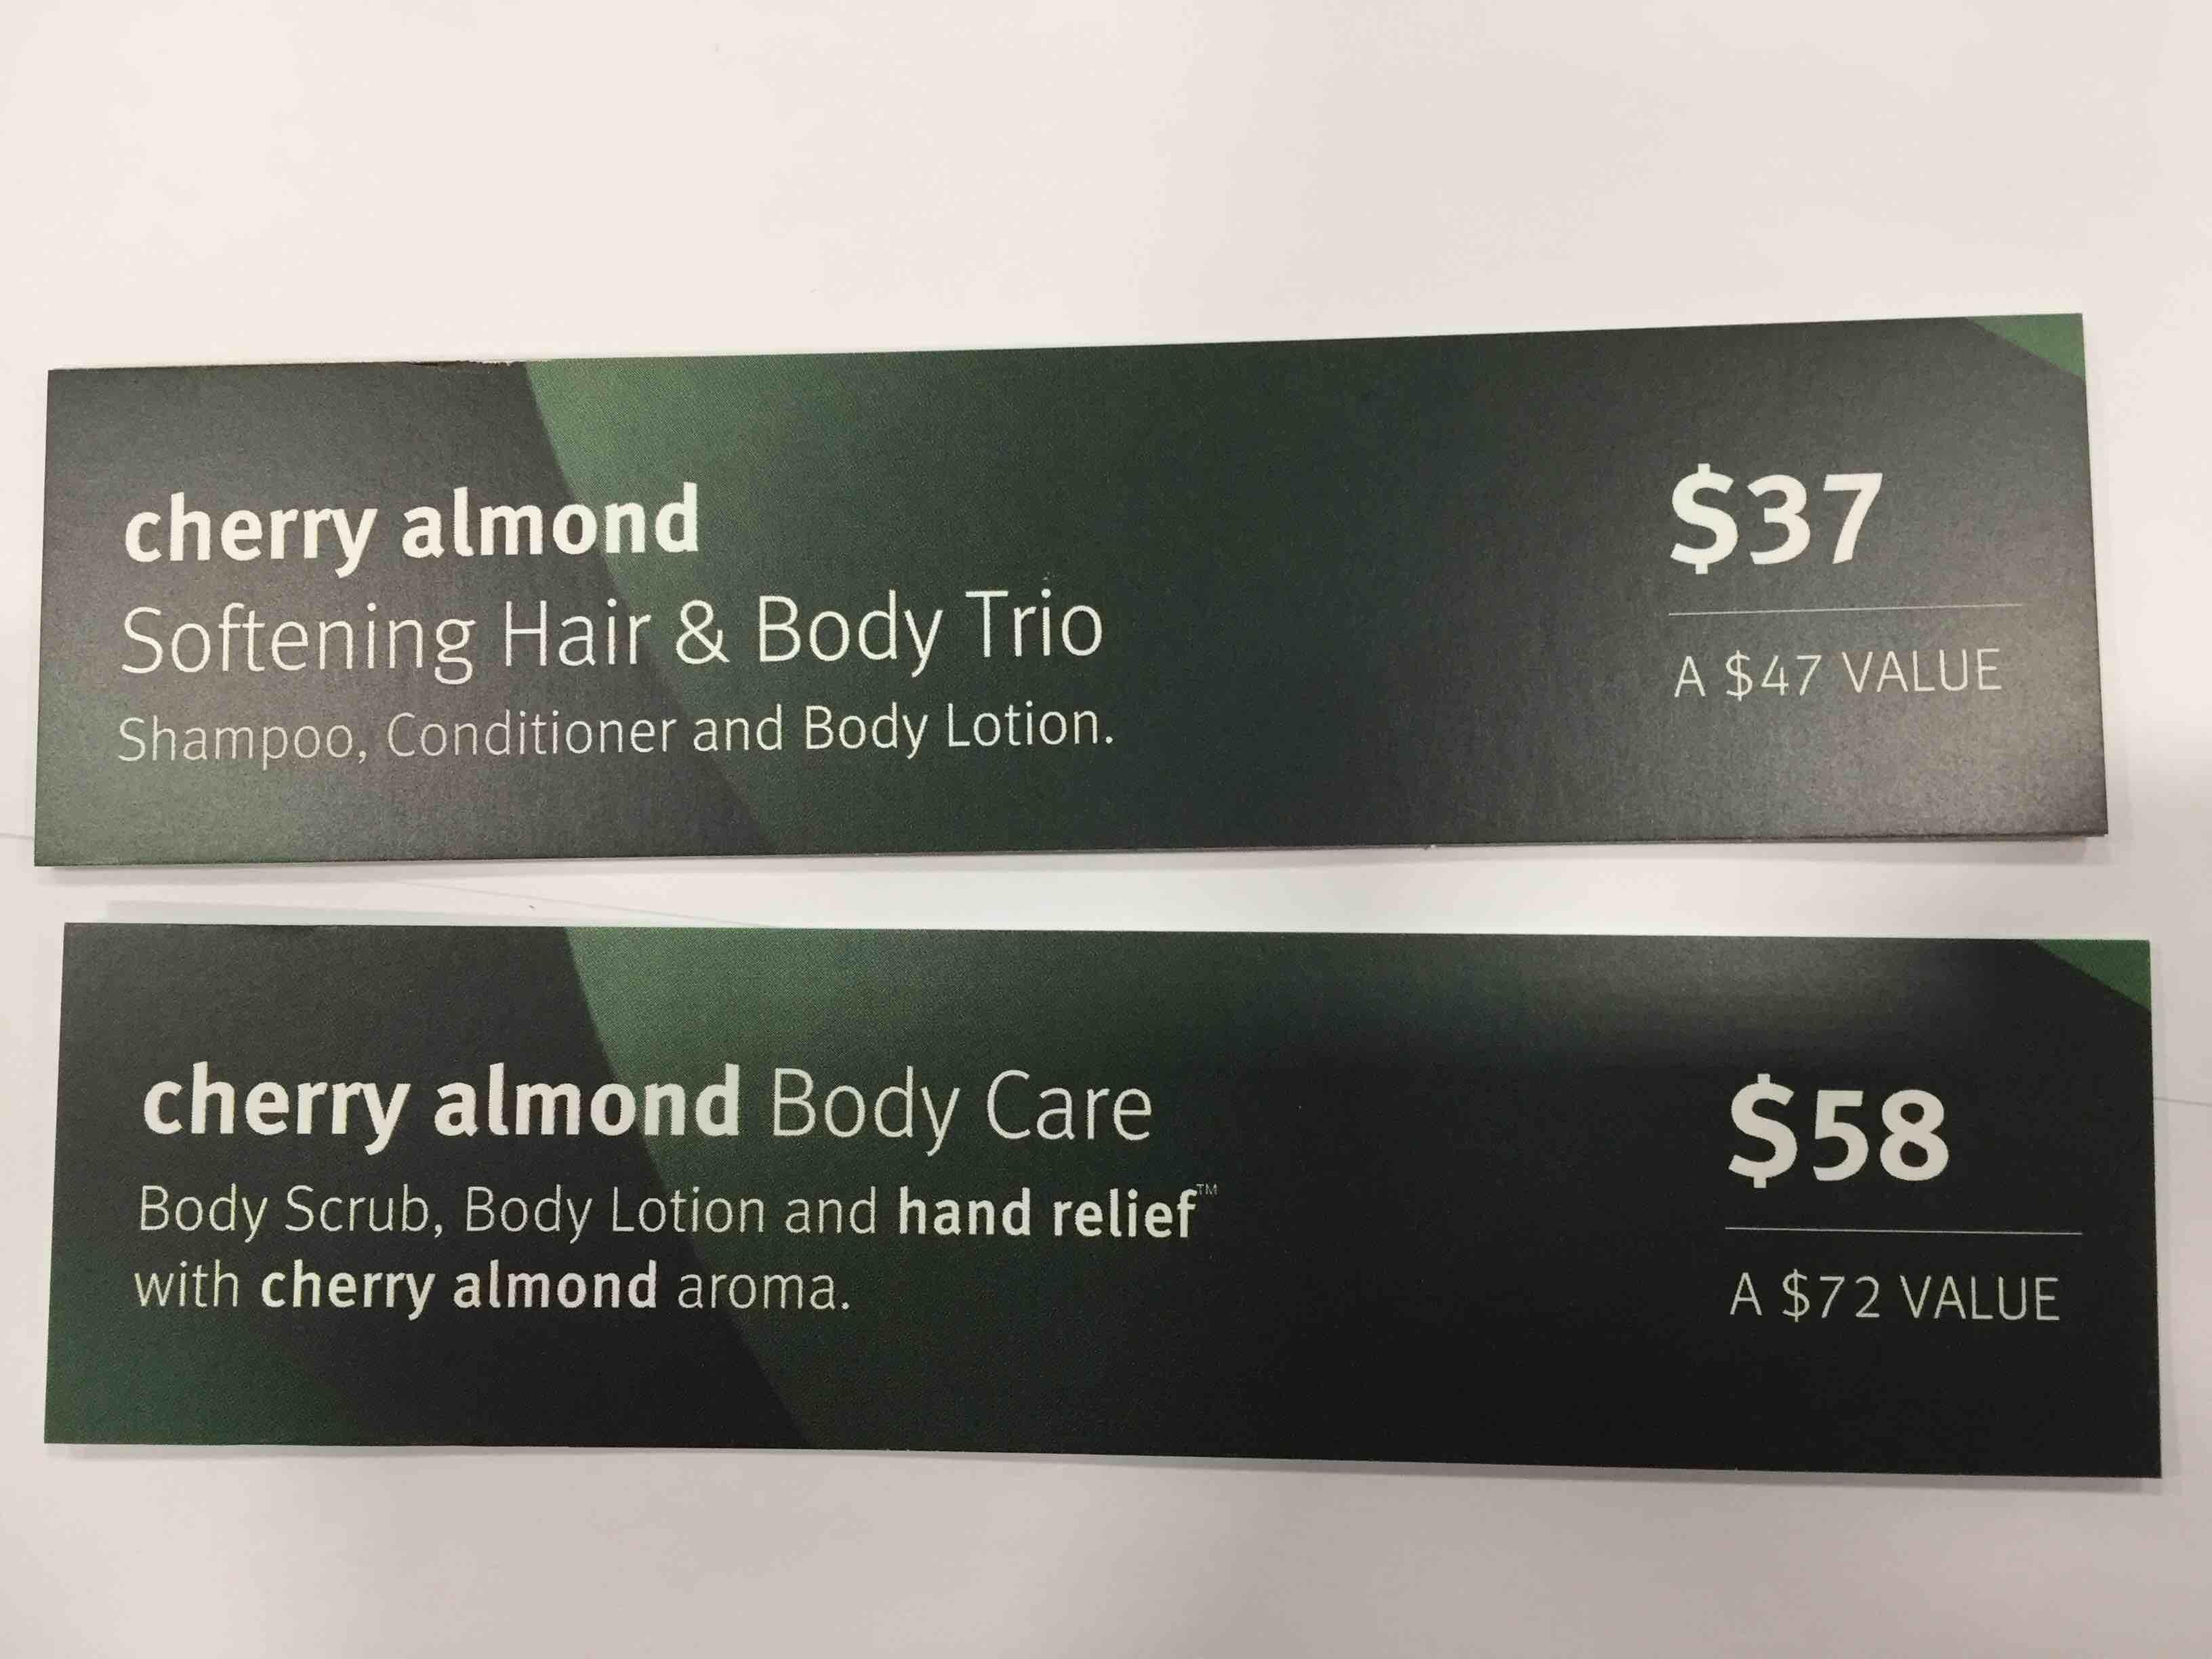 cherry almond
Softening Hair & Body Trio
Shampoo, Conditioner and Body Lotion.
$37
A $47 VALUE
cherry almond Body Care
Body Scrub, Body Lotion and hand relief™
with cherry almond aroma.
$58
A $72 VALUE